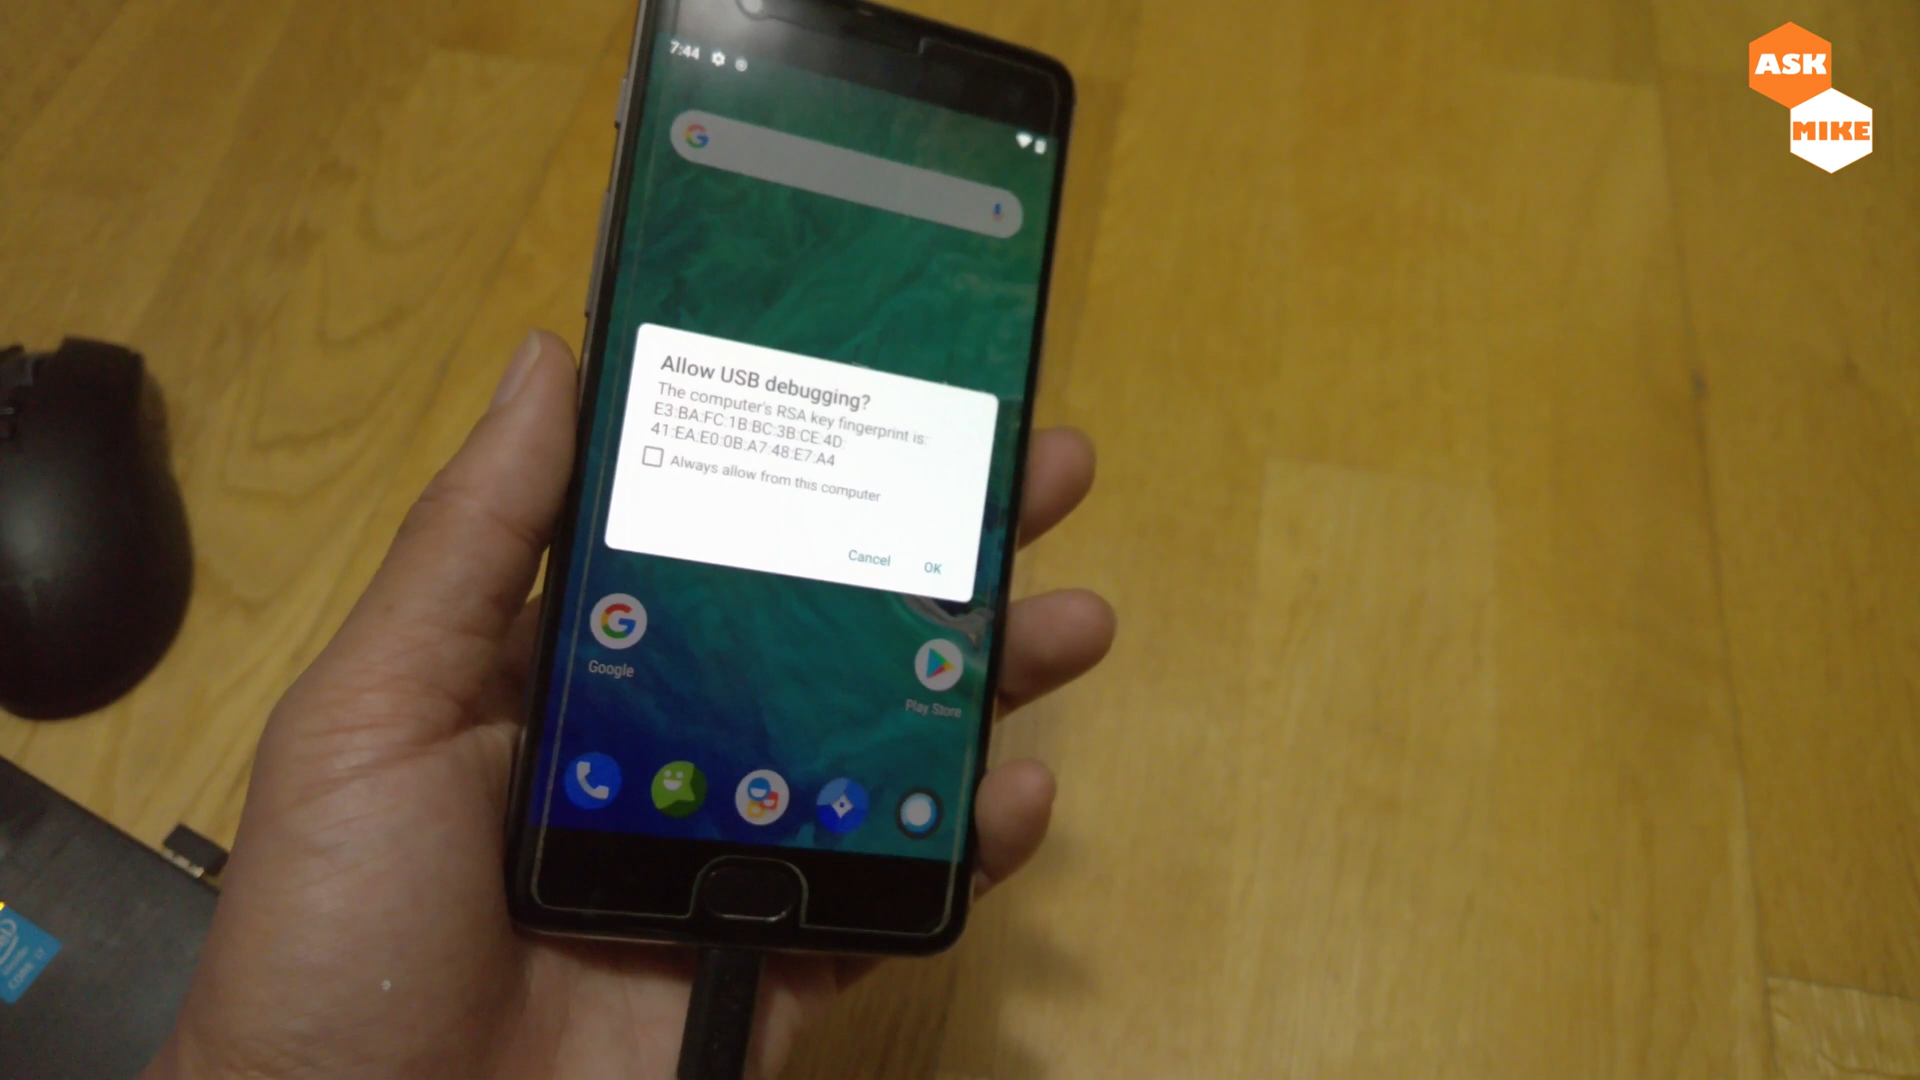 ASK
MIKE
7:44
Allow USB debugging?
The computer's RSA key fingerprint is:
E3:BA:FC:1B:BC:3B:CE:4D:
41:EA:E0:0B:A7:48:E7:A4
Always allow from this computer
Cancel OK
Google
Play Store